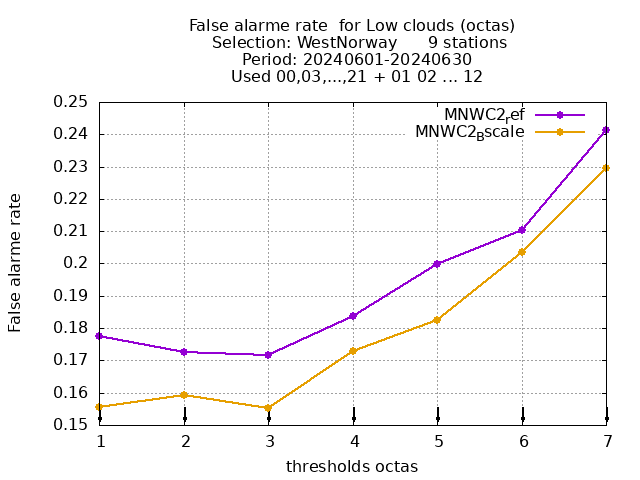 False alarme rate  for Low clouds (octas)
Selection: WestNorway      9 stations
Period: 20240601-20240630
Used 00,03,...,21 + 01 02 ... 12
MNWC2ref
MNWC2Bscale
0.25
0.24
0.23
0.22
0.21
0.2
0.19
0.18
0.17
0.16
0.15
False alarme rate
1 2 3 4 5 6 7
thresholds octas